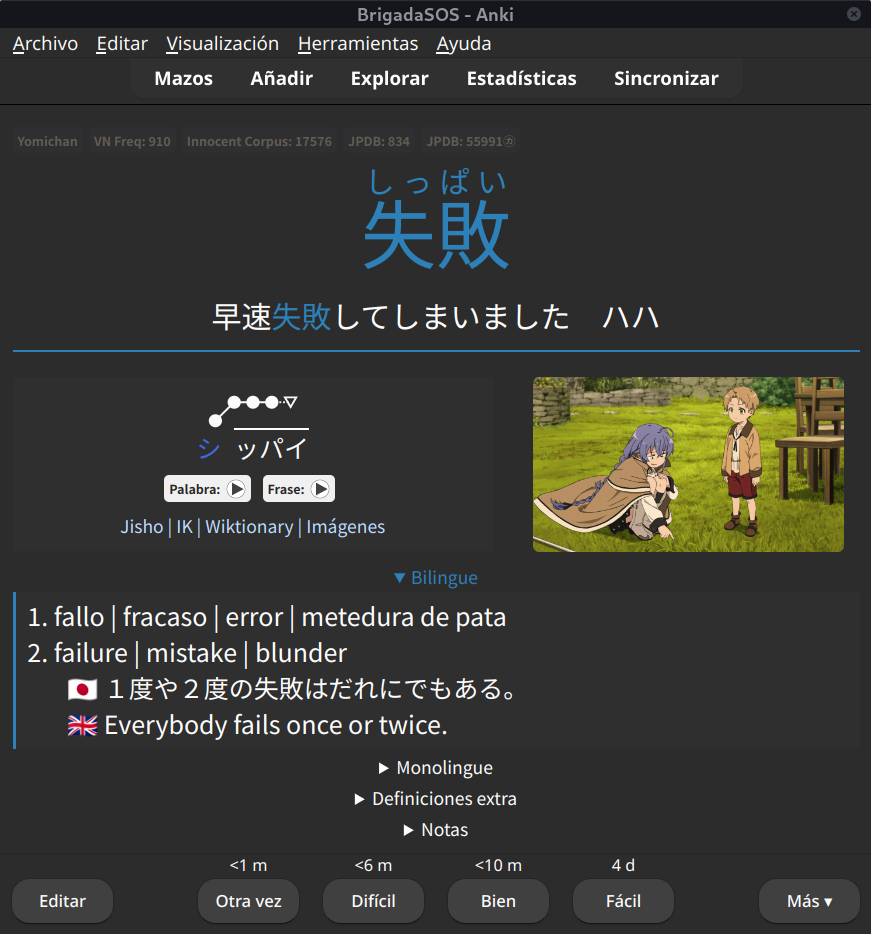 BrigadaSOS - Anki
Archivo Editar Visualización Herramientas Ayuda
Mazos Añadir Explorar Estadísticas Sincronizar
Yomichan VN Freq: 910 Innocent Corpus: 17576 JPDB: 834 JPDB: 55991㋕
しっぱい
失敗
早速失敗してしまいました ハハ
シッパイ
Palabra: Frase:
Jisho | IK | Wiktionary | Imágenes
▼ Bilingue
1. fallo | fracaso | error | metedura de pata
2. failure | mistake | blunder
🇯🇵 １度や２度の失敗はだれにでもある。
🇬🇧 Everybody fails once or twice.
▶ Monolingue
▶ Definiciones extra
▶ Notas
<1 m <6 m <10 m 4 d
Editar Otra vez Difícil Bien Fácil Más ▾